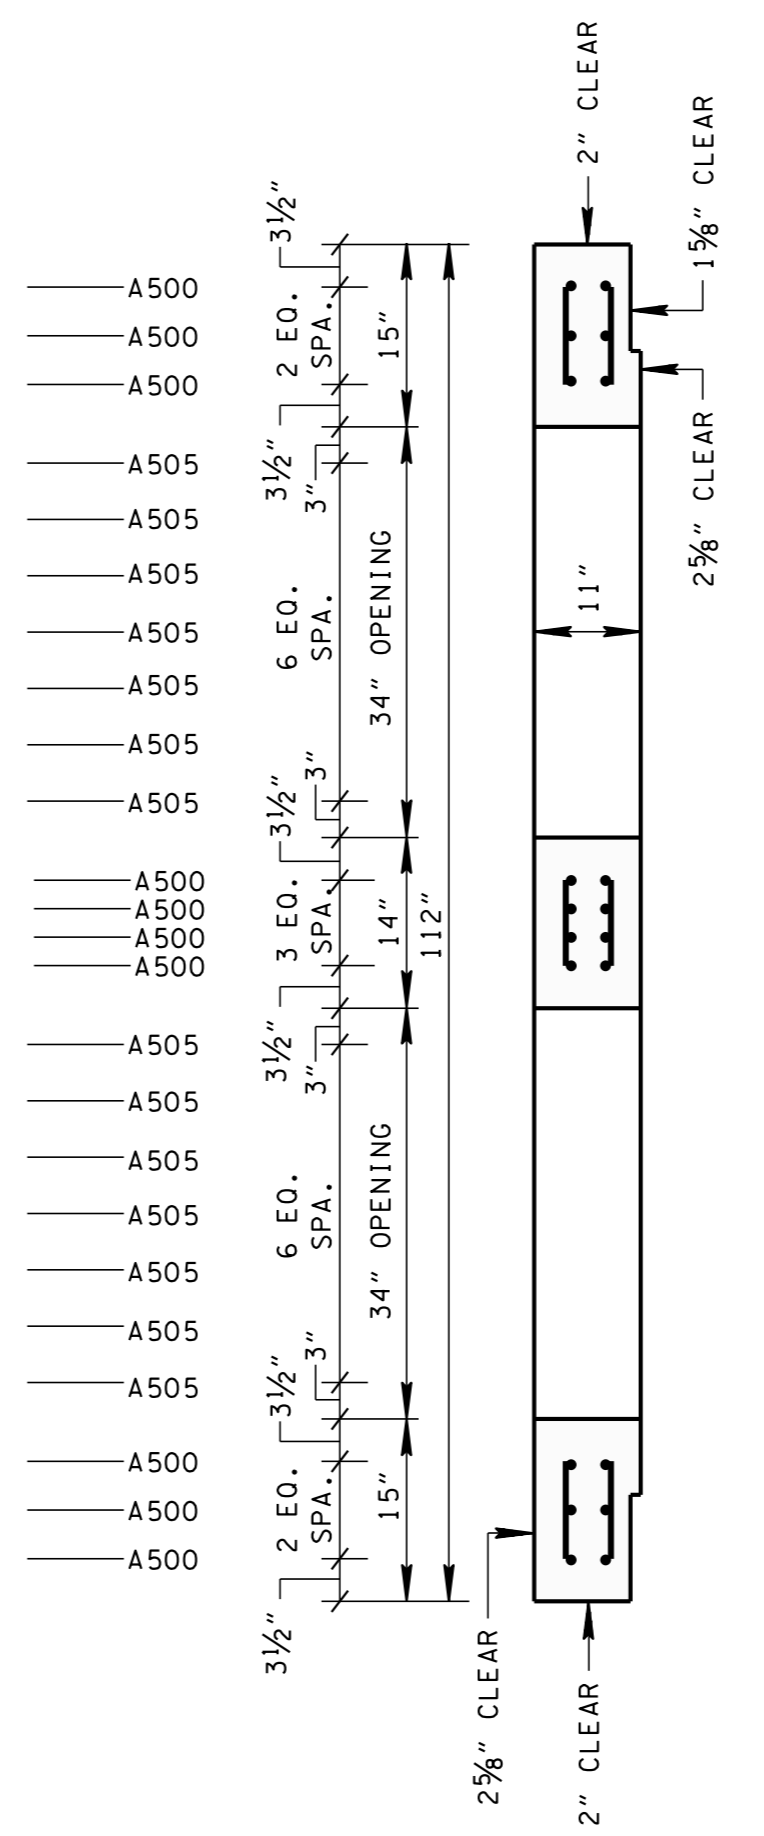 2" CLEAR
1⅝" CLEAR
2⅝" CLEAR
3½"
A500
A500
A500
2 EQ.
SPA.
15"
3½"
3"
A505
A505
A505
A505
A505
A505
A505
6 EQ.
SPA.
34" OPENING
11"
3"
3½"
A500
A500
A500
A500
3 EQ.
SPA.
14"
112"
3½"
3"
A505
A505
A505
A505
A505
A505
A505
6 EQ.
SPA.
34" OPENING
3"
3½"
A500
A500
A500
2 EQ.
SPA.
15"
3½"
2⅝" CLEAR
2" CLEAR